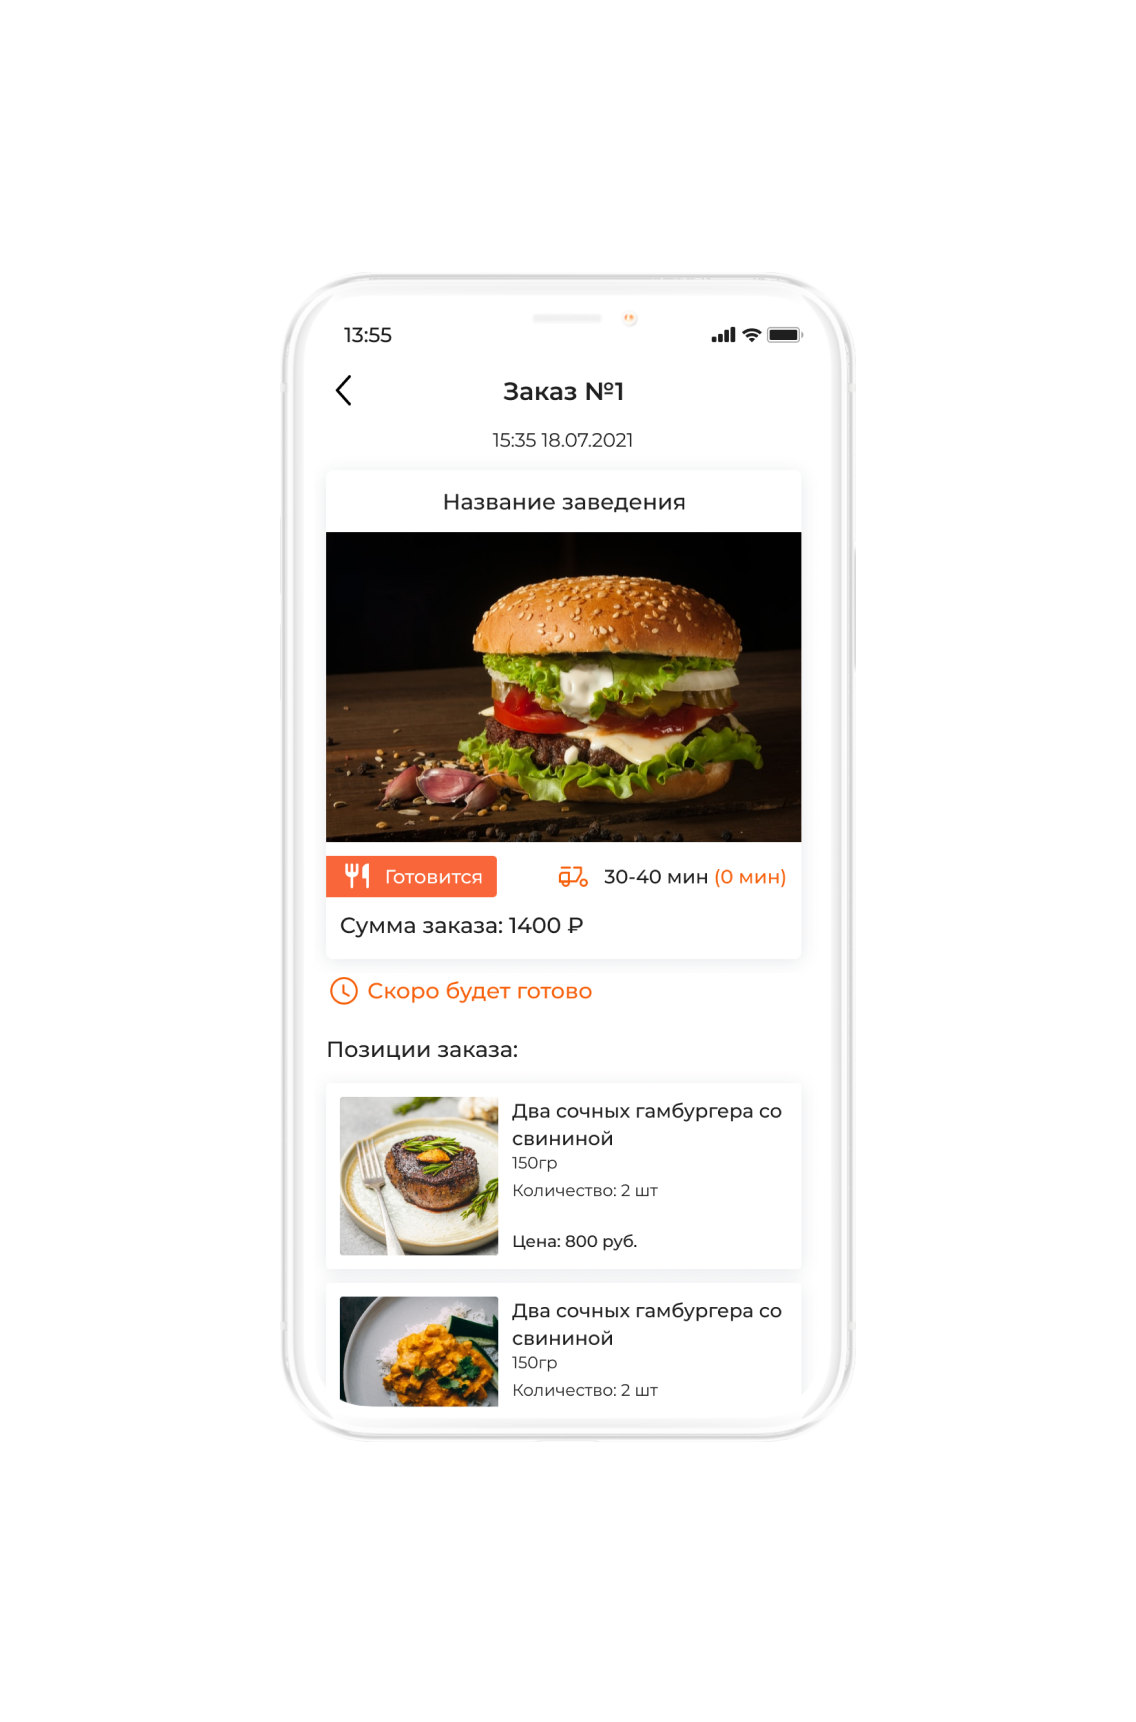 13:55
Заказ №1
15:35 18.07.2021
Название заведения
Готовится
30-40 мин (0 мин)
Сумма заказа: 1400 ₽
Скоро будет готово
Позиции заказа:
Два сочных гамбургера со
свининой
150гр
Количество: 2 шт
Цена: 800 руб.
Два сочных гамбургера со
свининой
150гр
Количество: 2 шт